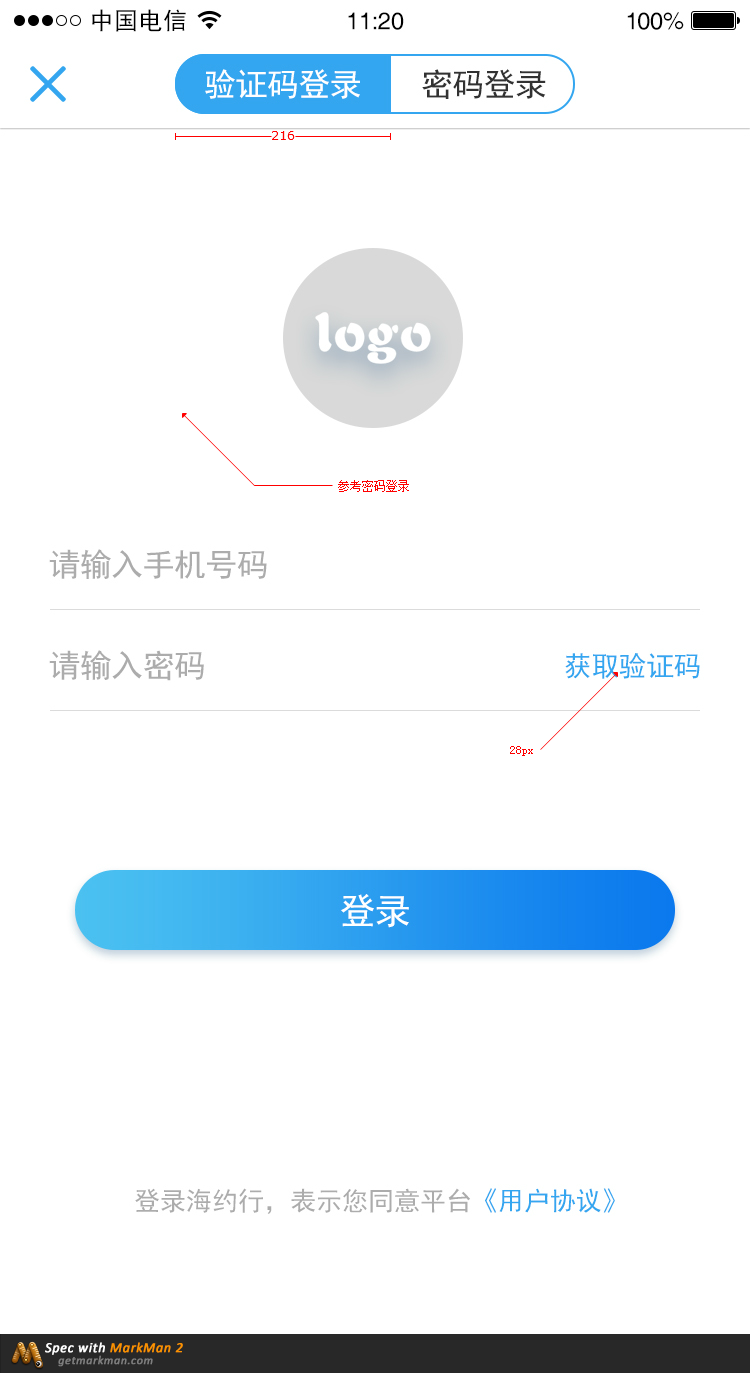 中国电信 11:20 100%
验证码登录 密码登录
216
logo
参考密码登录
请输入手机号码
请输入密码 获取验证码
28px
登录
登录海约行，表示您同意平台《用户协议》
Spec with MarkMan 2
getmarkman.com